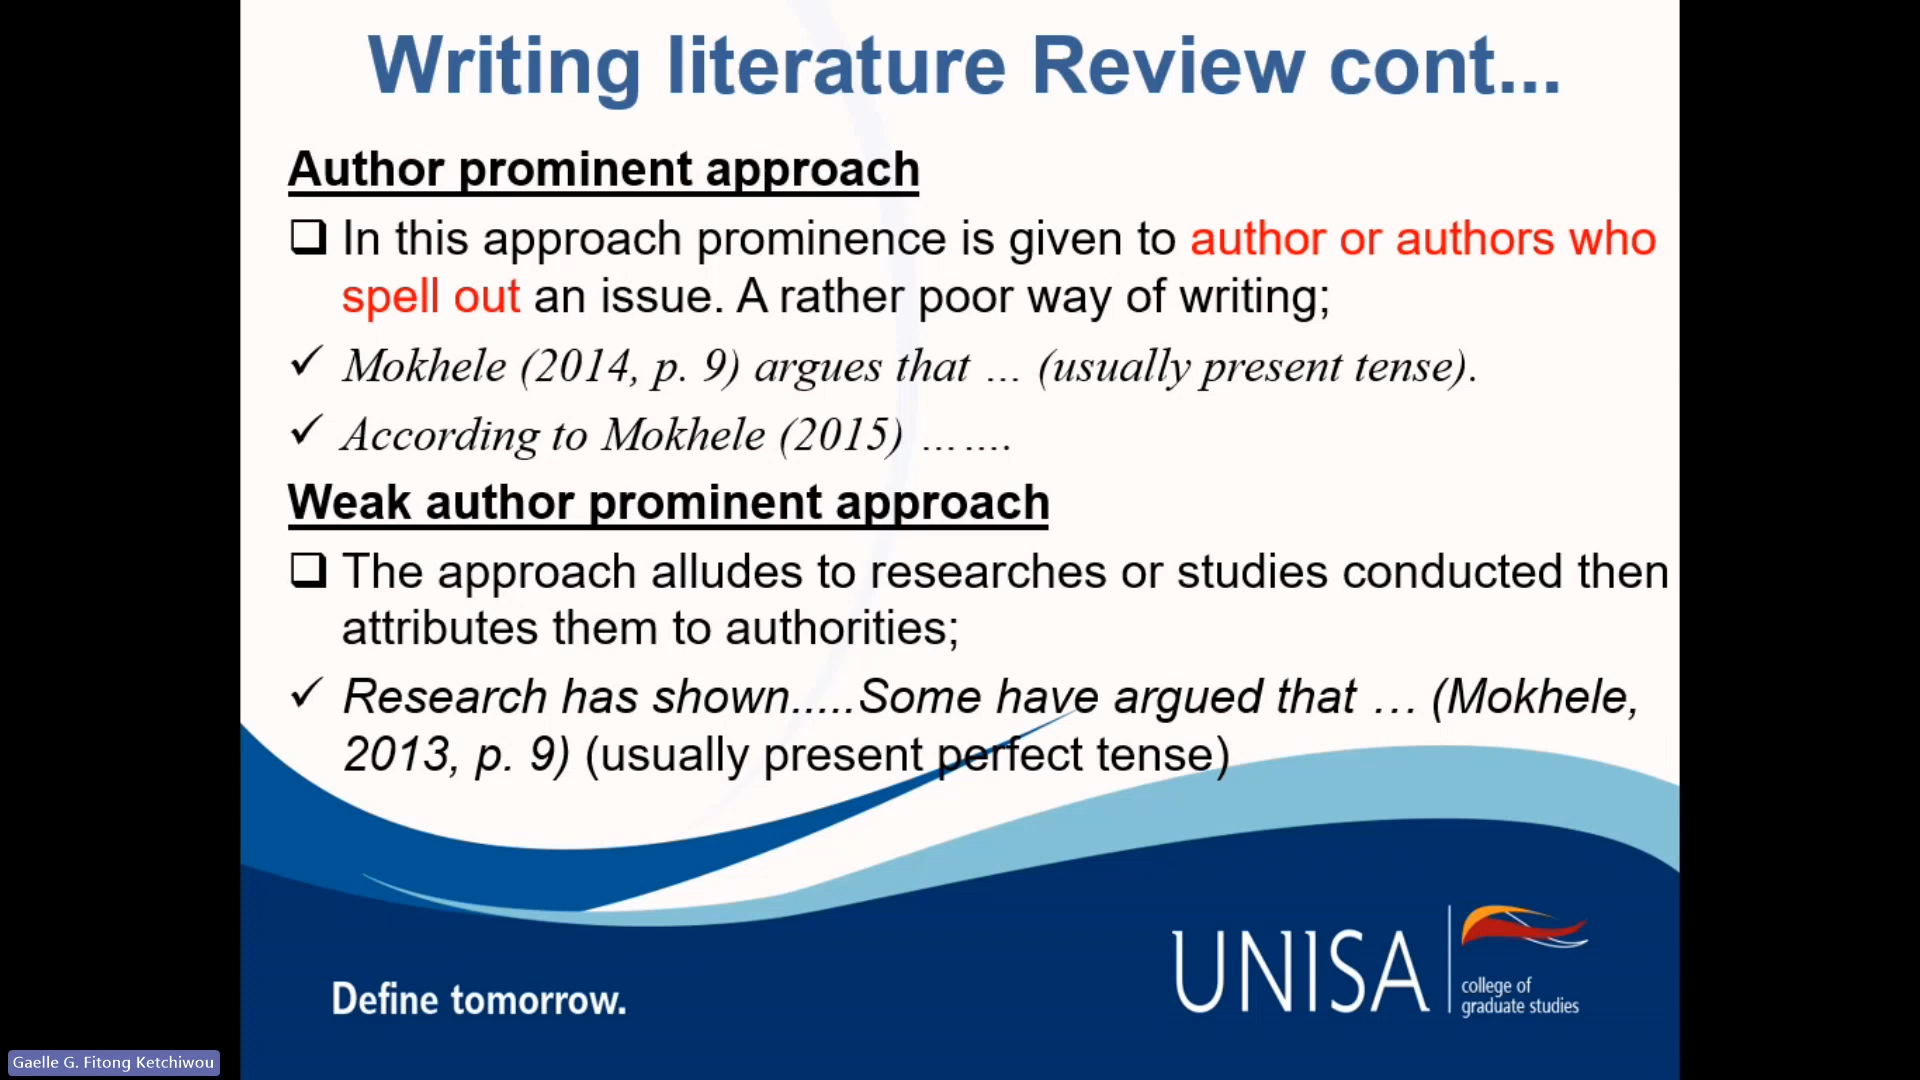 Writing literature Review cont...
Author prominent approach
In this approach prominence is given to author or authors who
spell out an issue. A rather poor way of writing;
Mokhele (2014, p. 9) argues that … (usually present tense).
According to Mokhele (2015) …….
Weak author prominent approach
The approach alludes to researches or studies conducted then
attributes them to authorities;
Research has shown.....Some have argued that … (Mokhele,
2013, p. 9) (usually present perfect tense)
Define tomorrow.
UNISA
college of
graduate studies
Gaelle G. Fitong Ketchiwou